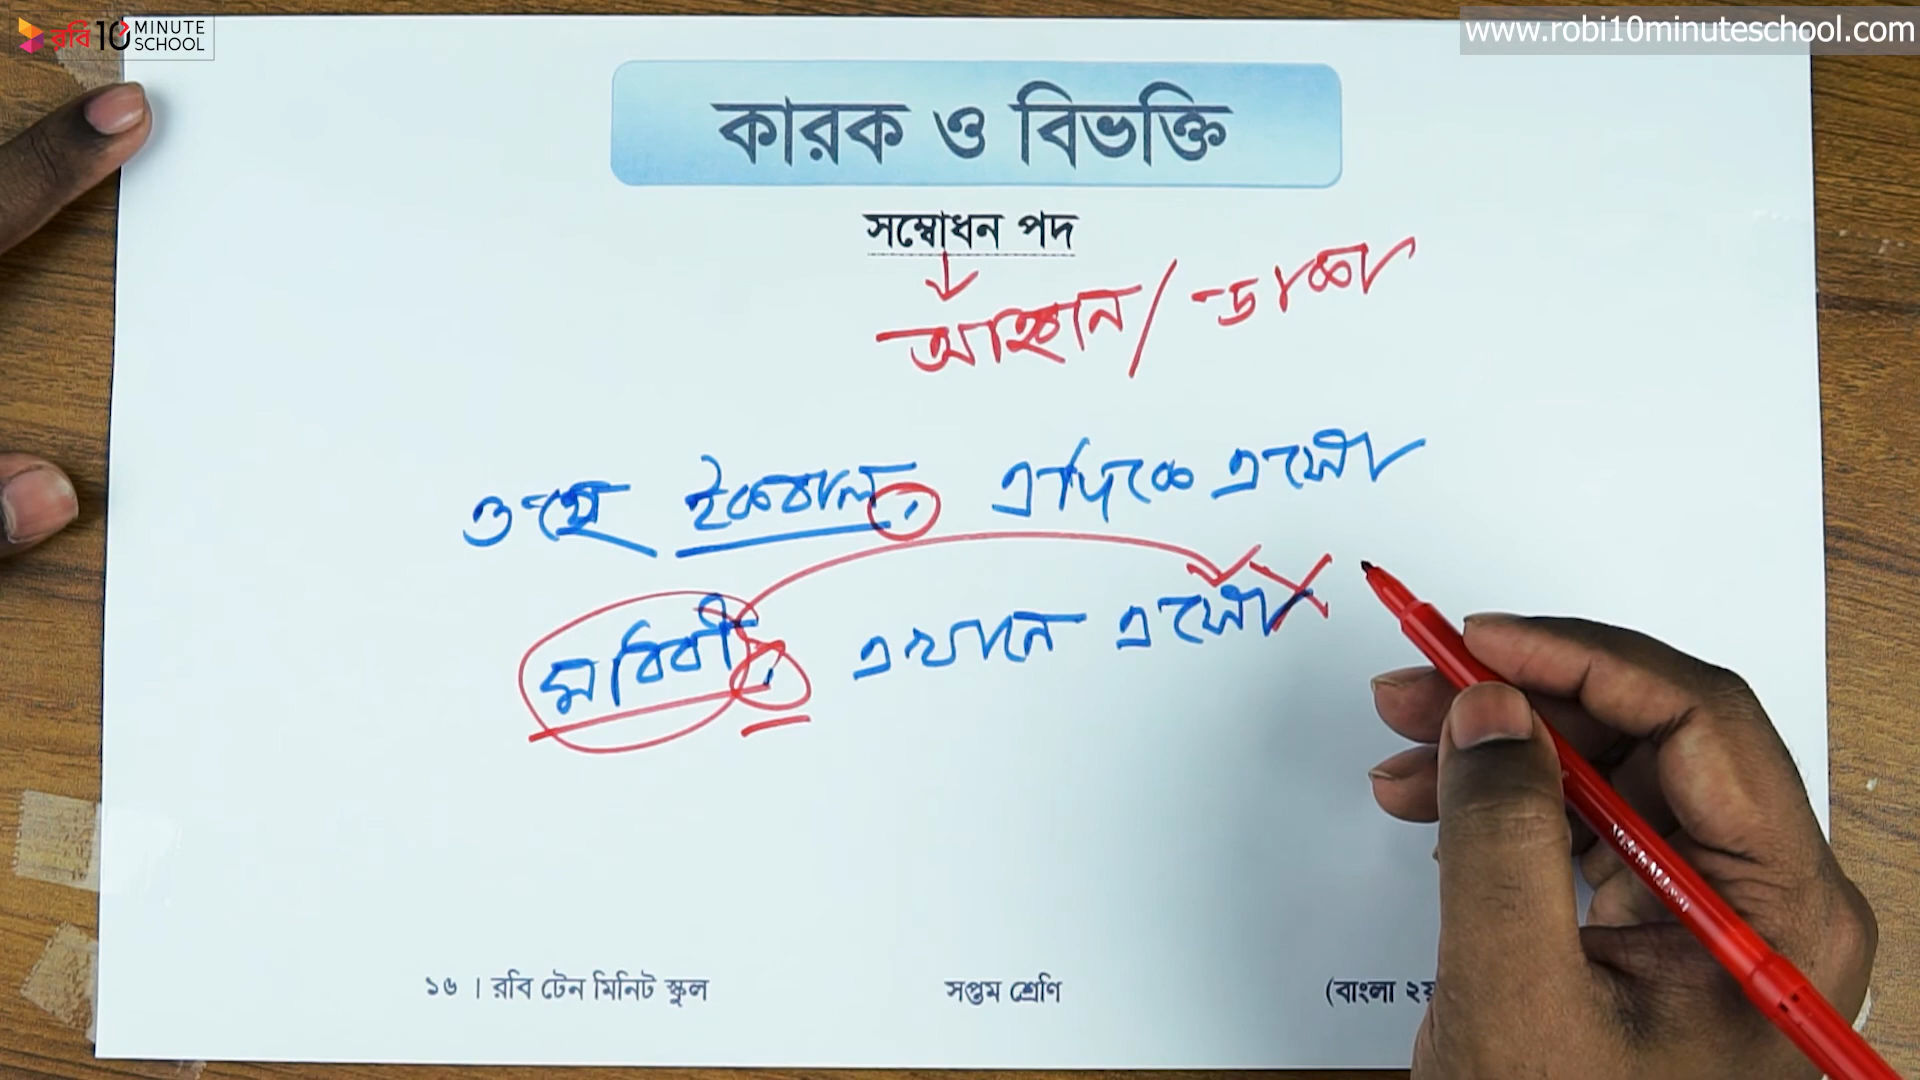 রবি 10 MINUTE SCHOOL
www.robi10minuteschool.com
কারক ও বিভক্তি
সম্বোধন পদ
আহ্বান / ডাকা
ওহে ইকবাল, এদিকে এসো
, এখানে এসো
১৬ । রবি টেন মিনিট স্কুল
সপ্তম শ্রেণি
(বাংলা ২য়